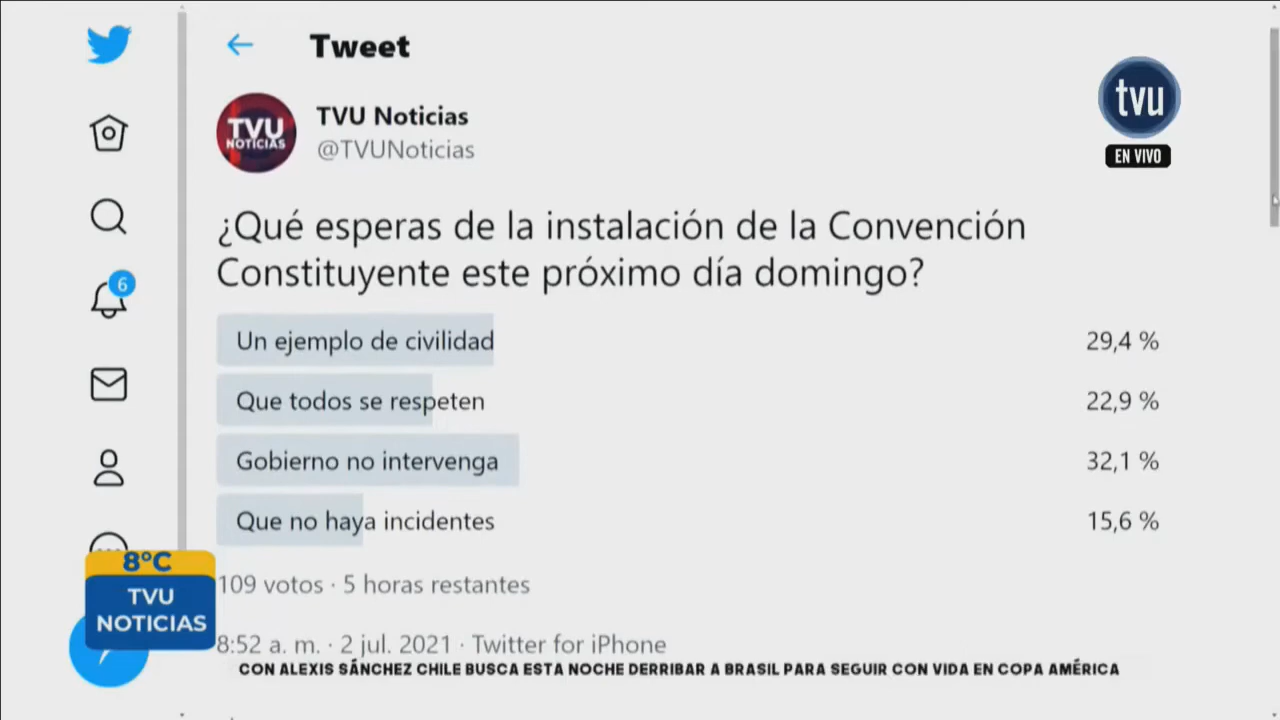 Tweet
TVU
NOTICIAS
TVU Noticias
@TVUNoticias
tvu
EN VIVO
¿Qué esperas de la instalación de la Convención
Constituyente este próximo día domingo?
Un ejemplo de civilidad 29,4 %
Que todos se respeten 22,9 %
Gobierno no intervenga 32,1 %
Que no haya incidentes 15,6 %
109 votos · 5 horas restantes
8:52 a. m. · 2 jul. 2021 · Twitter for iPhone
6
8°C
TVU
NOTICIAS
CON ALEXIS SÁNCHEZ CHILE BUSCA ESTA NOCHE DERRIBAR A BRASIL PARA SEGUIR CON VIDA EN COPA AMÉRICA